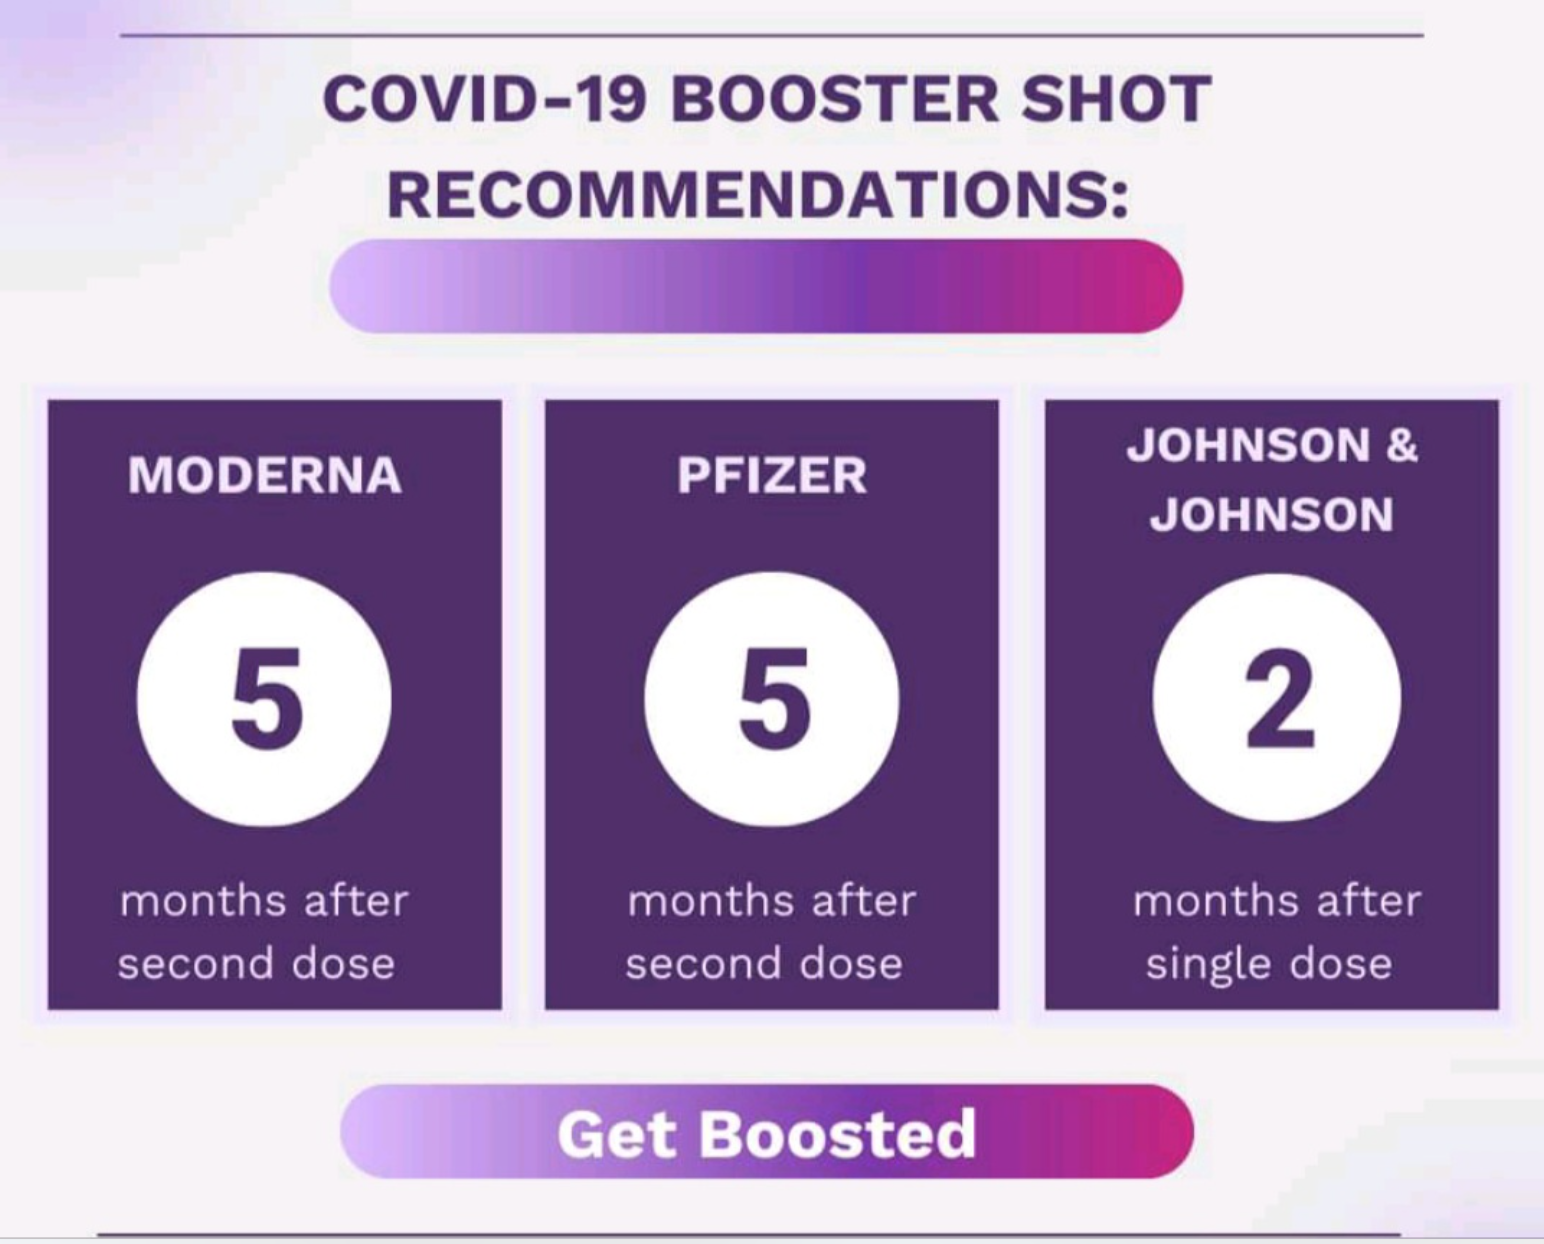 COVID-19 BOOSTER SHOT
RECOMMENDATIONS:
MODERNA
5
months after
second dose
PFIZER
5
months after
second dose
JOHNSON &
JOHNSON
2
months after
single dose
Get Boosted